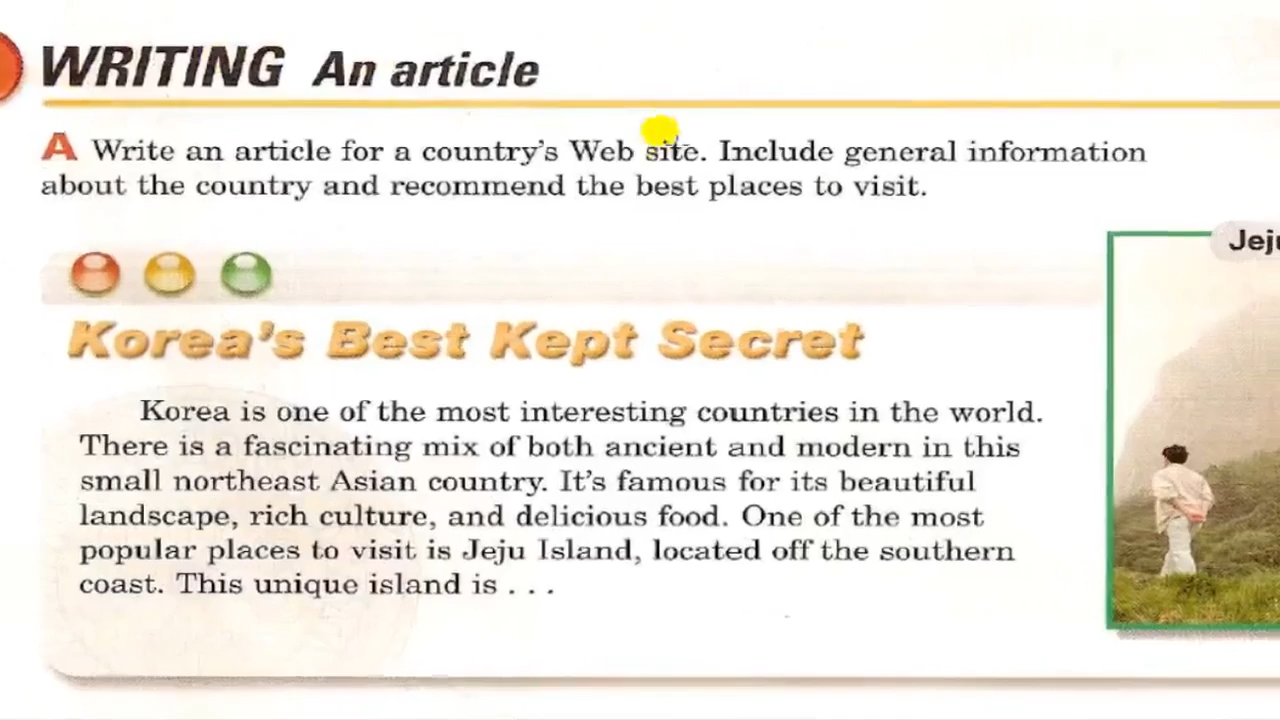 WRITING An article
A Write an article for a country's Web site. Include general information
about the country and recommend the best places to visit.
Korea's Best Kept Secret
Korea is one of the most interesting countries in the world.
There is a fascinating mix of both ancient and modern in this
small northeast Asian country. It's famous for its beautiful
landscape, rich culture, and delicious food. One of the most
popular places to visit is Jeju Island, located off the southern
coast. This unique island is . . .